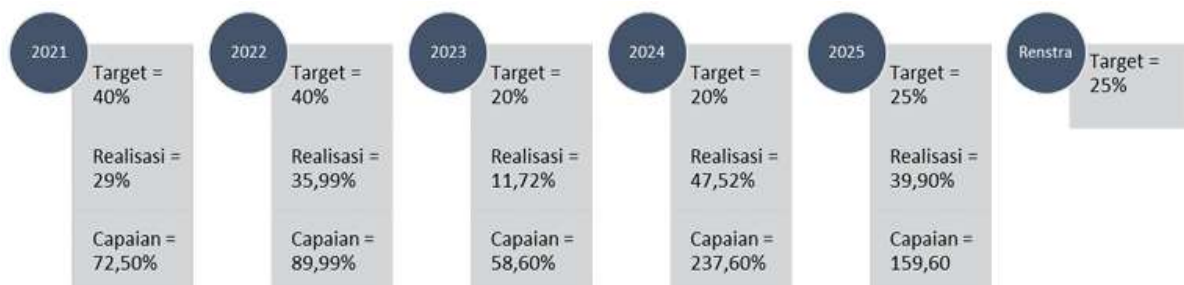 2021
Target =
40%
Realisasi =
29%
Capaian =
72,50%
2022
Target =
40%
Realisasi =
35,99%
Capaian =
89,99%
2023
Target =
20%
Realisasi =
11,72%
Capaian =
58,60%
2024
Target =
20%
Realisasi =
47,52%
Capaian =
237,60%
2025
Target =
25%
Realisasi =
39,90%
Capaian =
159,60
Renstra
Target =
25%